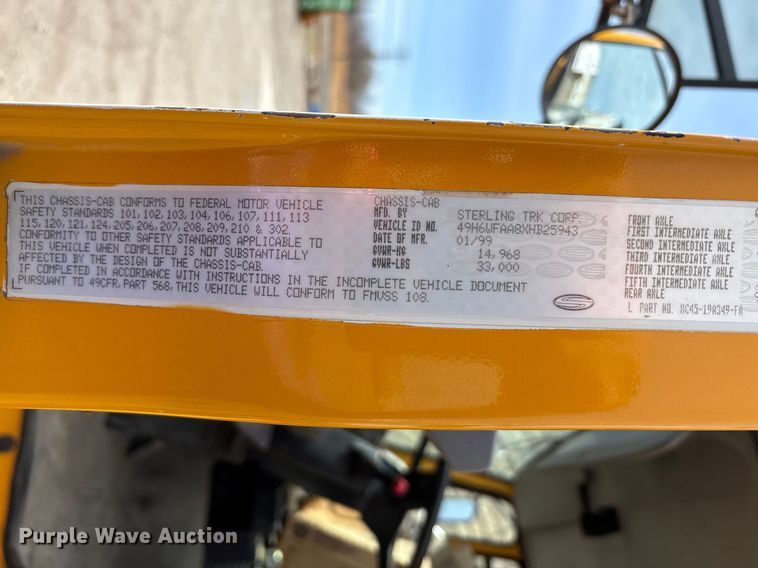 THIS CHASSIS-CAB CONFORMS TO FEDERAL MOTOR VEHICLE
SAFETY STANDARDS 101, 102, 103, 104, 106, 107, 111, 113
115, 120, 121, 124, 205, 206, 207, 208, 209, 210 & 302.
CONFORMITY TO OTHER SAFETY STANDARDS APPLICABLE TO
THIS VEHICLE WHEN COMPLETED IS NOT SUBSTANTIALLY
AFFECTED BY THE DESIGN OF THE CHASSIS-CAB.
IF COMPLETED IN ACCORDANCE WITH INSTRUCTIONS IN THE INCOMPLETE VEHICLE DOCUMENT
PURSUANT TO 49CFR, PART 568, THIS VEHICLE WILL CONFORM TO FMVSS 108.
CHASSIS-CAB
MFD. BY STERLING TRK CORP.
VEHICLE ID NO. 49H6WFAA8XHB25943
DATE OF MFR. 01/99
GVWR-KG 14,968
GVWR-LBS 33,000
FRONT AXLE
FIRST INTERMEDIATE AXLE
SECOND INTERMEDIATE AXLE
THIRD INTERMEDIATE AXLE
FOURTH INTERMEDIATE AXLE
FIFTH INTERMEDIATE AXLE
REAR AXLE
L PART NO. XC45-19A349-FA
Purple Wave Auction